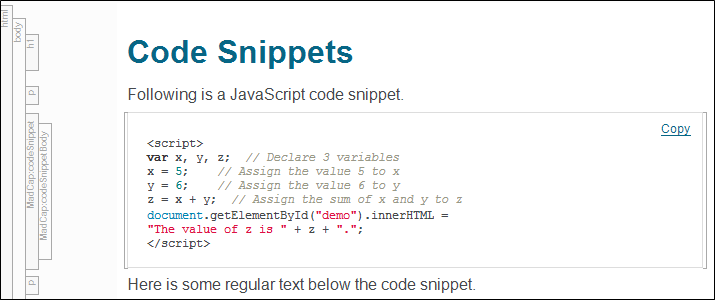 html
body
h1
Code Snippets
p
Following is a JavaScript code snippet.
MadCap:codeSnippet
MadCap:codeSnippetBody
Copy
<script>
var x, y, z;  // Declare 3 variables
x = 5;    // Assign the value 5 to x
y = 6;    // Assign the value 6 to y
z = x + y;  // Assign the sum of x and y to z
document.getElementById("demo").innerHTML =
"The value of z is " + z + ".";
</script>
p
Here is some regular text below the code snippet.